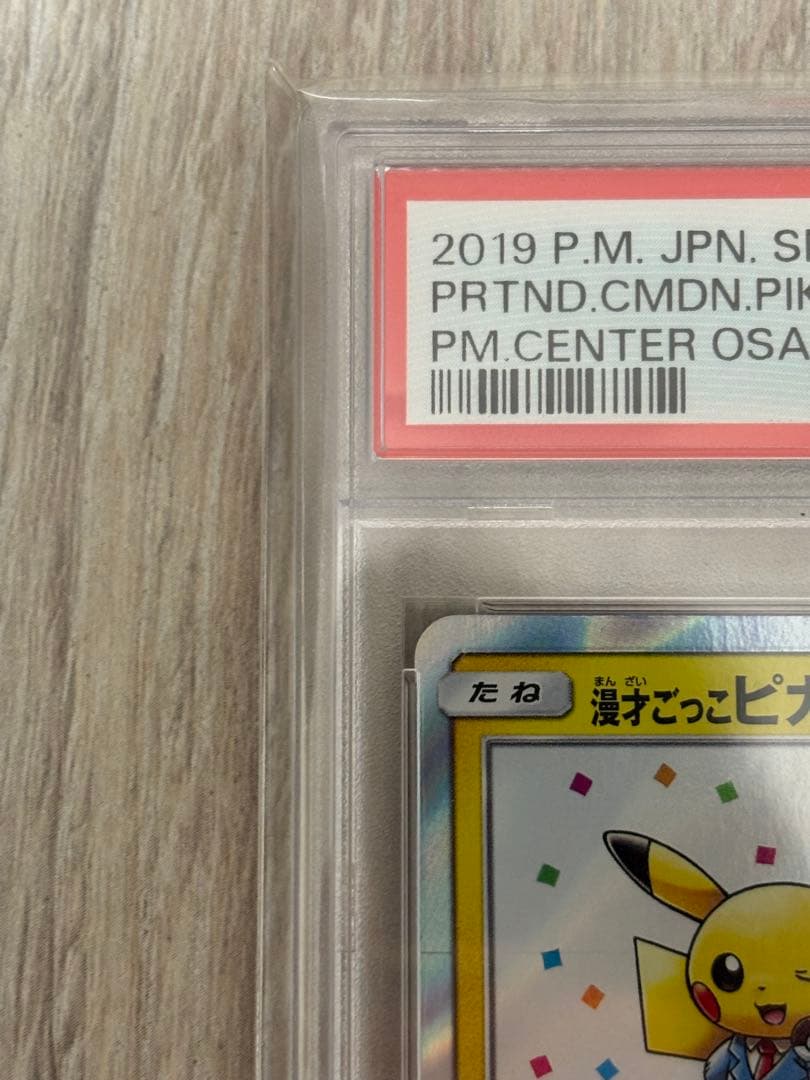 2019 P.M. JPN. S
PRTND.CMDN.PIK
PM.CENTER OSA
たね
まん ざい
漫才ごっこピカ